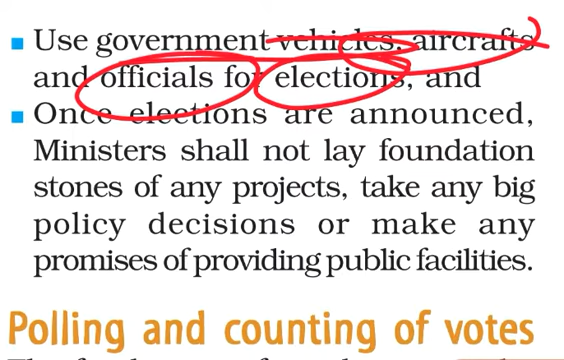 ▪ Use government vehicles, aircrafts
and officials for elections, and
▪ Once elections are announced,
Ministers shall not lay foundation
stones of any projects, take any big
policy decisions or make any
promises of providing public facilities.
Polling and counting of votes